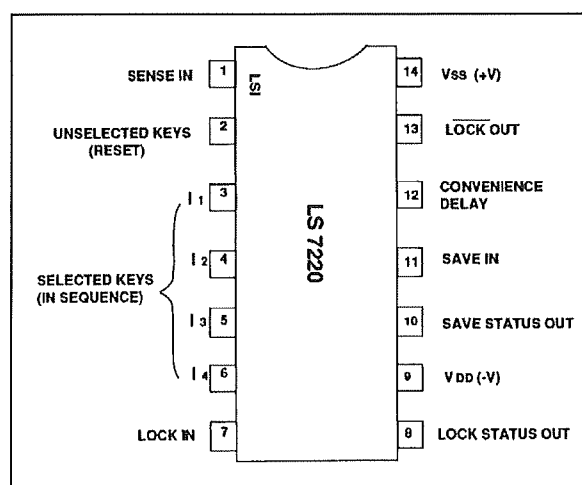 SENSE IN 1
UNSELECTED KEYS 2
(RESET)
I1 3
I2 4
SELECTED KEYS
(IN SEQUENCE)
I3 5
I4 6
LOCK IN 7
LSI
LS 7220
14 VSS (+V)
13 L̅O̅C̅K̅ OUT
12 CONVENIENCE
DELAY
11 SAVE IN
10 SAVE STATUS OUT
9 VDD (-V)
8 LOCK STATUS OUT